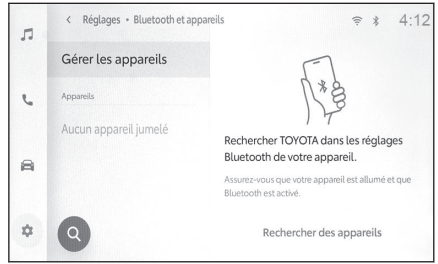 < Réglages • Bluetooth et appareils
4:12
Gérer les appareils
Appareils
Aucun appareil jumelé
Rechercher TOYOTA dans les réglages
Bluetooth de votre appareil.
Assurez-vous que votre appareil est allumé et que
Bluetooth est activé.
Rechercher des appareils